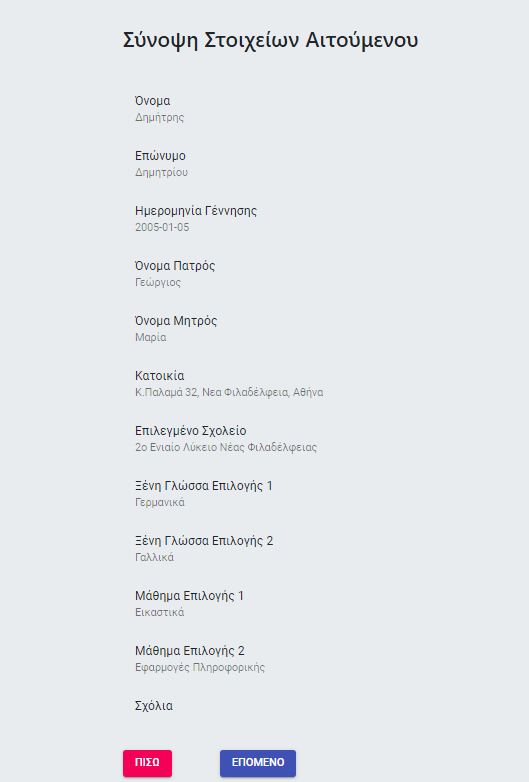 Σύνοψη Στοιχείων Αιτούμενου
Όνομα
Δημήτρης
Επώνυμο
Δημητρίου
Ημερομηνία Γέννησης
2005-01-05
Όνομα Πατρός
Γεώργιος
Όνομα Μητρός
Μαρία
Κατοικία
Κ.Παλαμά 32, Νεα Φιλαδέλφεια, Αθήνα
Επιλεγμένο Σχολείο
2ο Ενιαίο Λύκειο Νέας Φιλαδέλφειας
Ξένη Γλώσσα Επιλογής 1
Γερμανικά
Ξένη Γλώσσα Επιλογής 2
Γαλλικά
Μάθημα Επιλογής 1
Εικαστικά
Μάθημα Επιλογής 2
Εφαρμογές Πληροφορικής
Σχόλια
ΠΙΣΩ ΕΠΟΜΕΝΟ